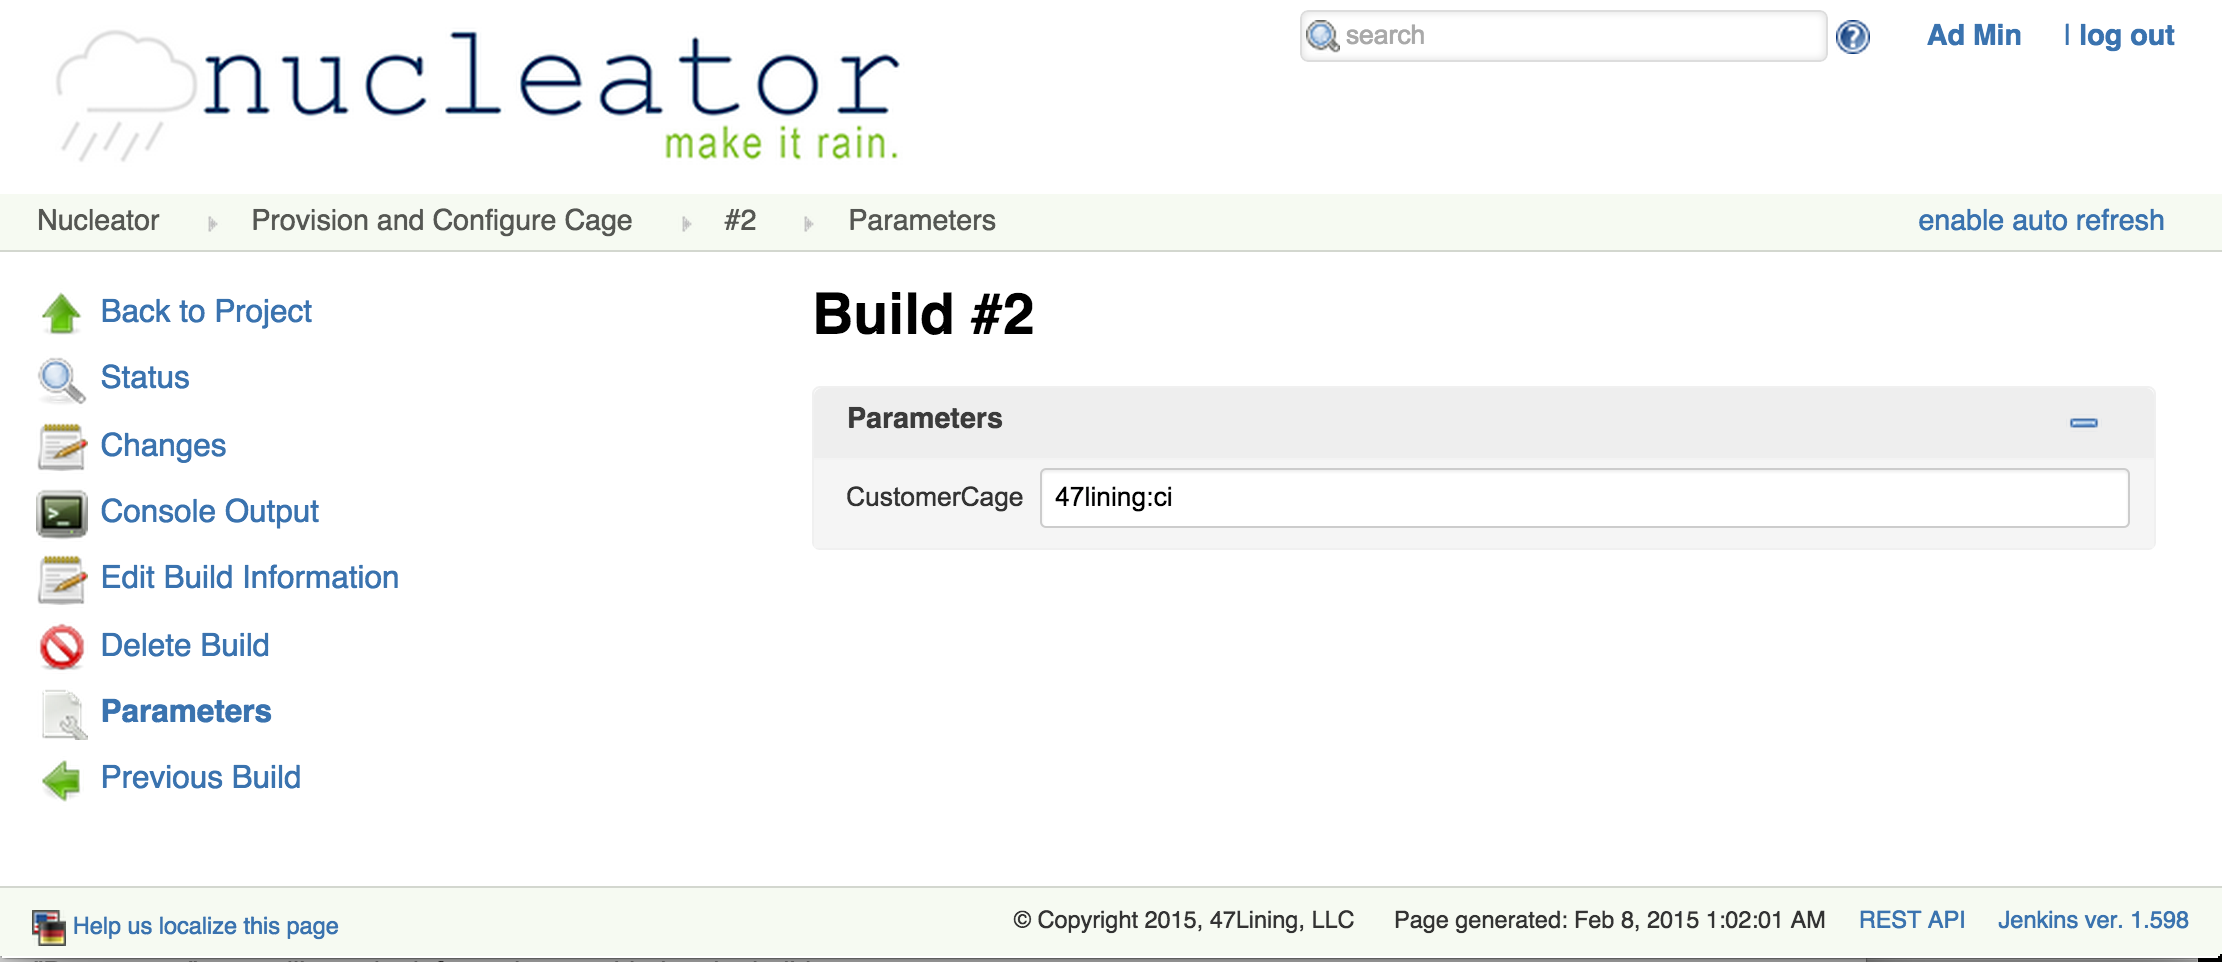 nucleator
make it rain.
search
Ad Min
| log out
Nucleator
Provision and Configure Cage
#2
Parameters
enable auto refresh
Back to Project
Status
Changes
Console Output
Edit Build Information
Delete Build
Parameters
Previous Build
Build #2
Parameters
CustomerCage
47lining:ci
Help us localize this page
© Copyright 2015, 47Lining, LLC
Page generated: Feb 8, 2015 1:02:01 AM
REST API
Jenkins ver. 1.598